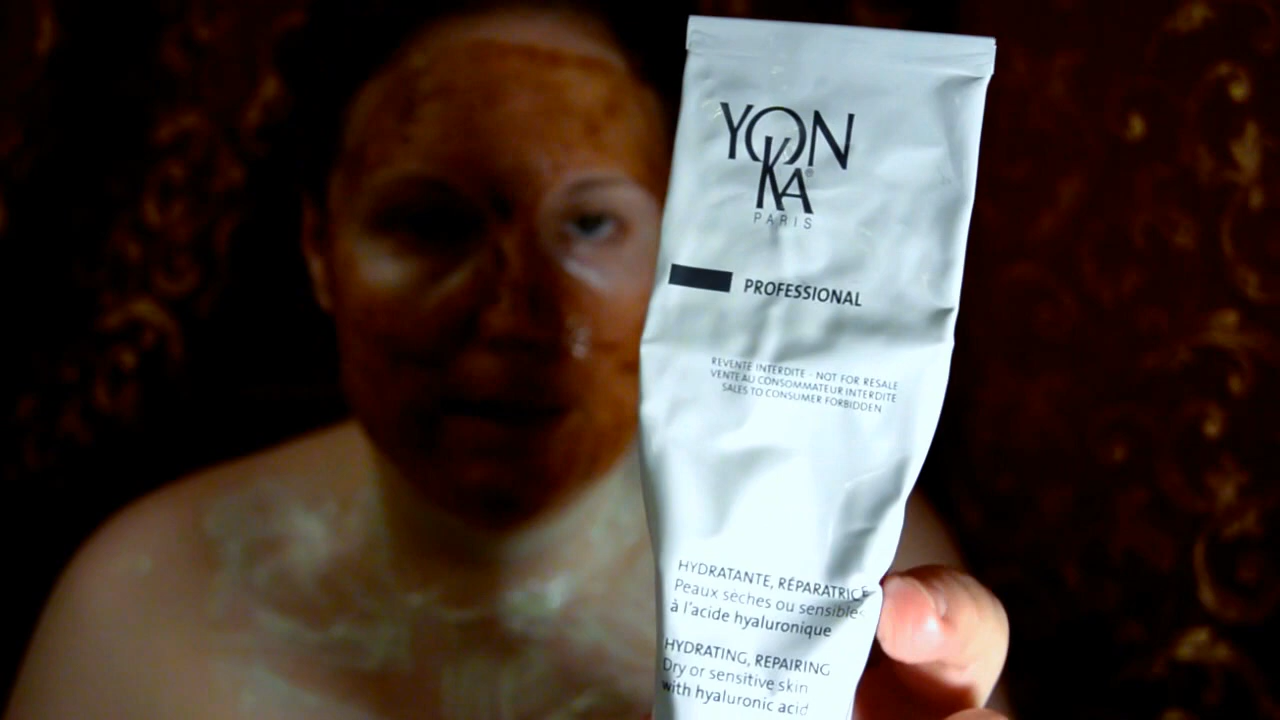 YON
KA®
PARIS
PROFESSIONAL
REVENTE INTERDITE - NOT FOR RESALE
VENTE AU CONSOMMATEUR INTERDITE
SALES TO CONSUMER FORBIDDEN
HYDRATANTE, RÉPARATRICE
Peaux sèches ou sensibles
à l'acide hyaluronique
HYDRATING, REPAIRING
Dry or sensitive skin
with hyaluronic acid